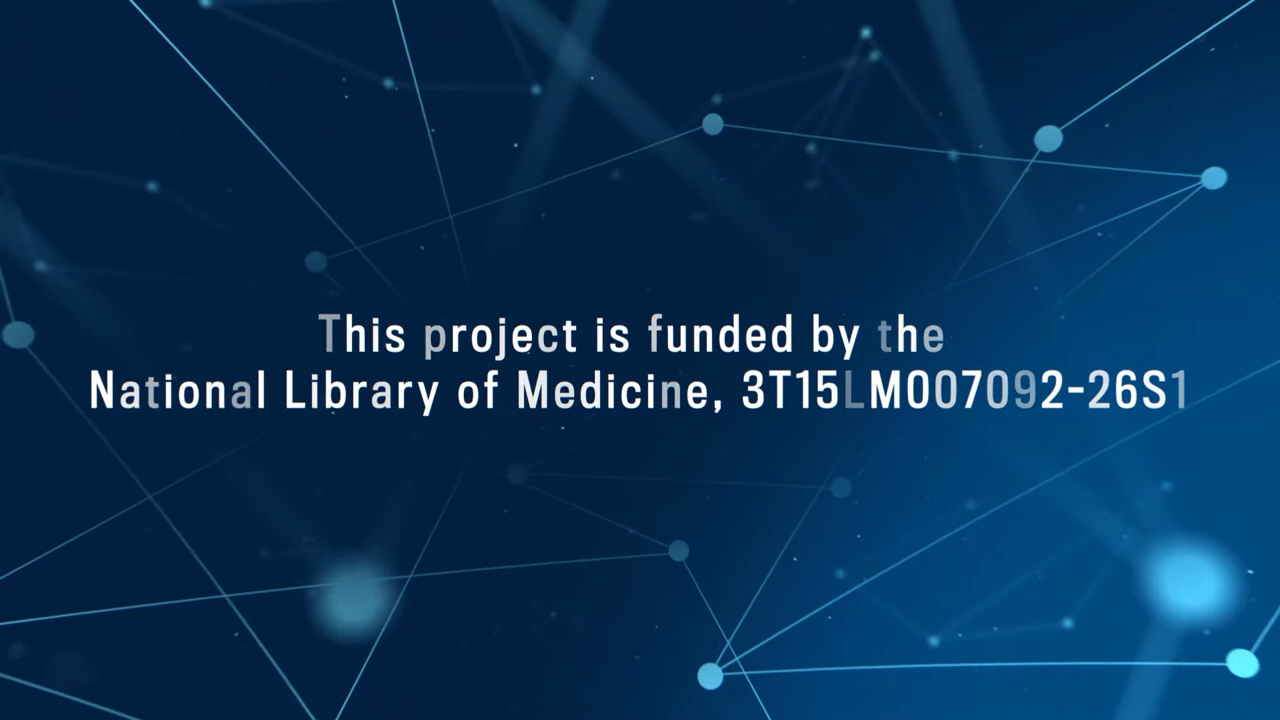 This project is funded by the
National Library of Medicine, 3T15LM007092-26S1